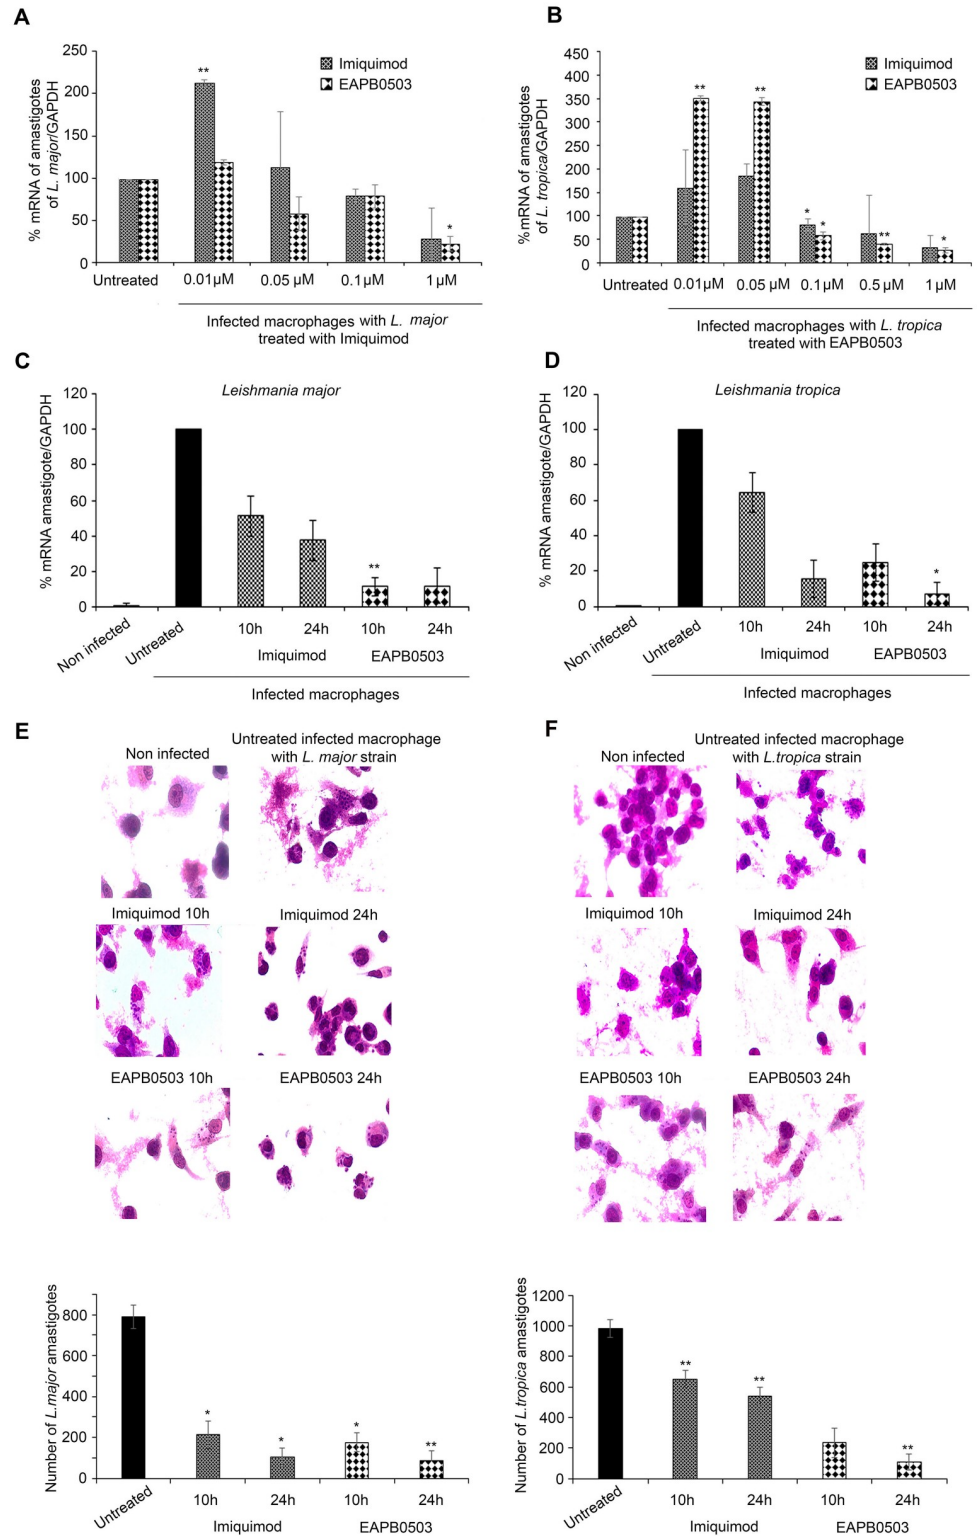 A
% mRNA of amastigotes
of L. major/GAPDH
250
200
150
100
50
0
**
*
Imiquimod
EAPB0503
Untreated
0.01µM
0.05 µM
0.1µM
1µM
Infected macrophages with L. major
treated with Imiquimod
B
%mRNA of amastigotes
of L. tropica/GAPDH
450
400
350
300
250
200
150
100
50
0
**
**
*
*
**
*
Imiquimod
EAPB0503
Untreated
0.01µM
0.05 µM
0.1µM
0.5µM
1µM
Infected macrophages with L. tropica
treated with EAPB0503
C
Leishmania major
% mRNA amastigote/GAPDH
120
100
80
60
40
20
0
**
Non infected
Untreated
10h
24h
10h
24h
Imiquimod
EAPB0503
Infected macrophages
D
Leishmania tropica
% mRNA amastigote/GAPDH
120
100
80
60
40
20
0
*
Non infected
Untreated
10h
24h
10h
24h
Imiquimod
EAPB0503
Infected macrophages
E
Non infected
Untreated infected macrophage
with L. major strain
Imiquimod 10h
Imiquimod 24h
EAPB0503 10h
EAPB0503 24h
Number of L.major amastigotes
800
600
400
200
0
*
*
*
**
Untreated
10h
24h
10h
24h
Imiquimod
EAPB0503
F
Non infected
Untreated infected macrophage
with L.tropica strain
Imiquimod 10h
Imiquimod 24h
EAPB0503 10h
EAPB0503 24h
Number of L.tropica amastigotes
1200
1000
800
600
400
200
0
**
**
**
Untreated
10h
24h
10h
24h
Imiquimod
EAPB0503